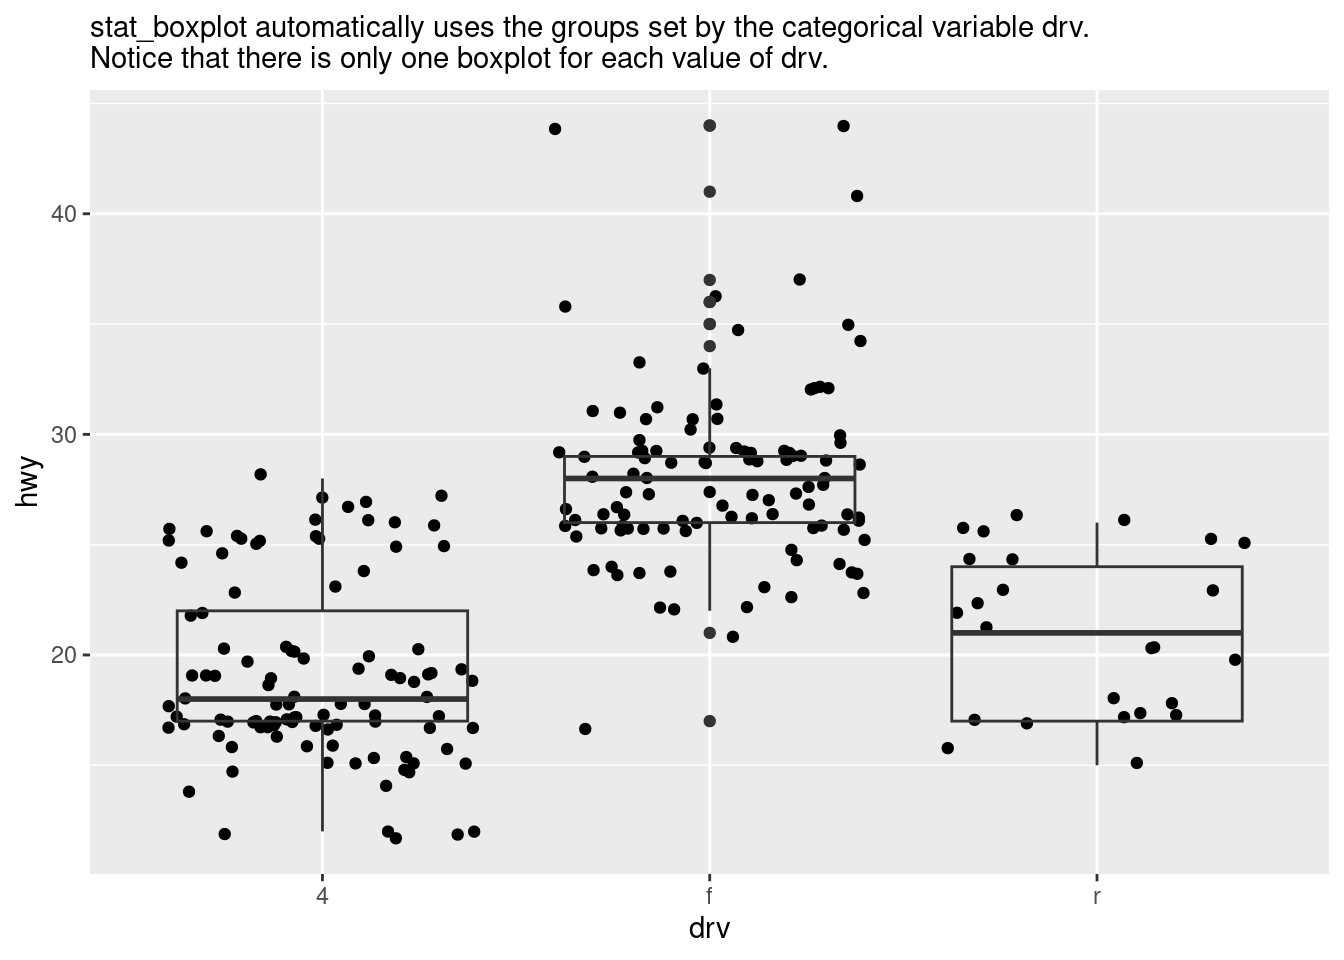 stat_boxplot automatically uses the groups set by the categorical variable drv.
Notice that there is only one boxplot for each value of drv.
40
30
20
hwy
4
f
r
drv